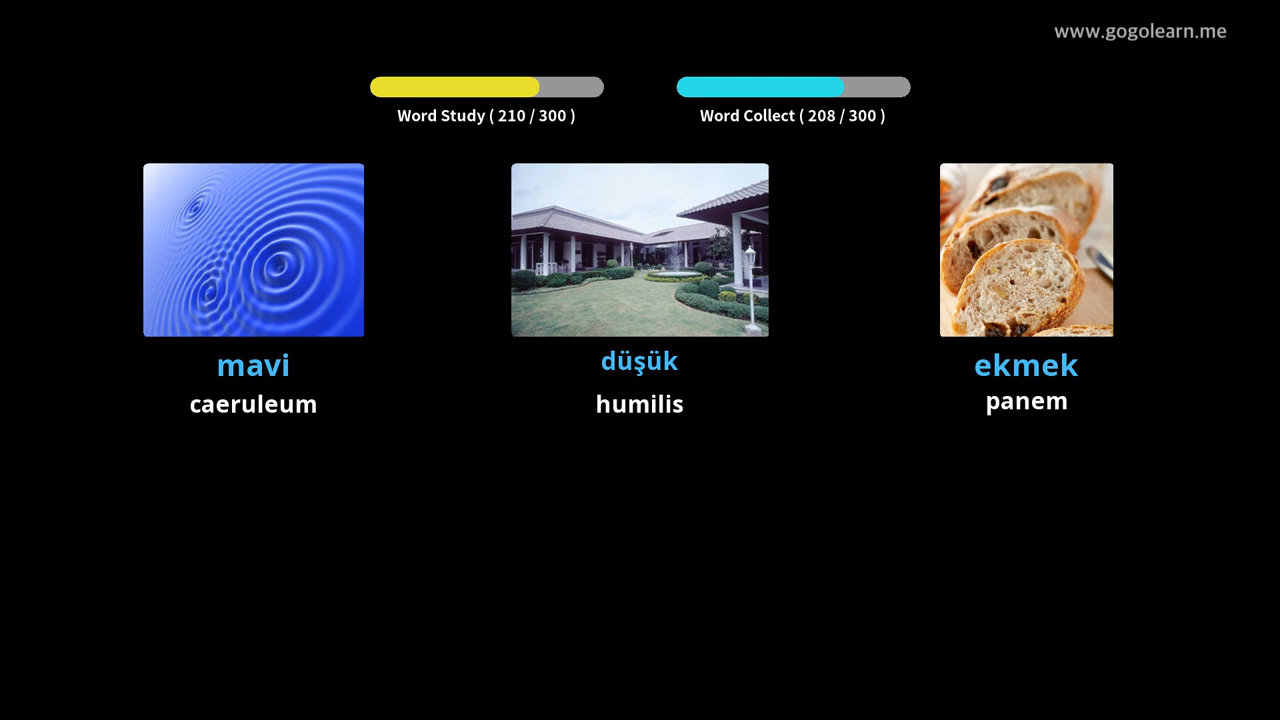 www.gogolearn.me
Word Study ( 210 / 300 )
Word Collect ( 208 / 300 )
mavi
caeruleum
düşük
humilis
ekmek
panem